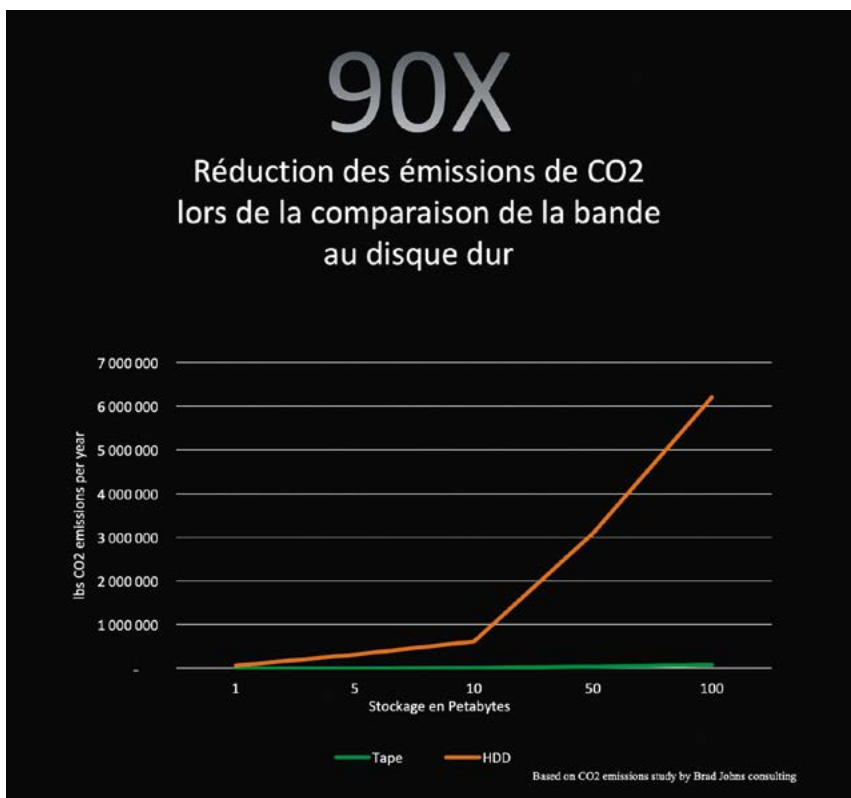 90X
Réduction des émissions de CO2
lors de la comparaison de la bande
au disque dur
7 000 000
6 000 000
5 000 000
4 000 000
3 000 000
2 000 000
1 000 000
-
lbs CO2 emissions per year
1 5 10 50 100
Stockage en Petabytes
Tape HDD
Based on CO2 emissions study by Brad Johns consulting